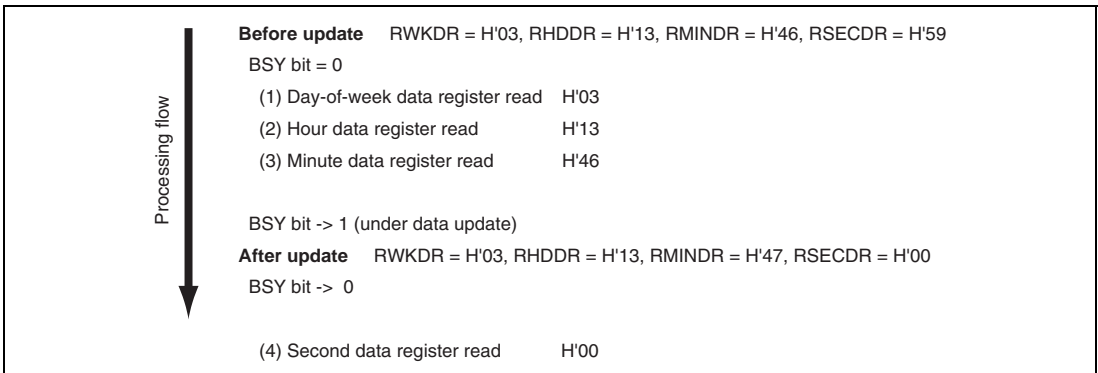 Processing flow
Before update RWKDR = H'03, RHDDR = H'13, RMINDR = H'46, RSECDR = H'59
BSY bit = 0
(1) Day-of-week data register read H'03
(2) Hour data register read H'13
(3) Minute data register read H'46
BSY bit -> 1 (under data update)
After update RWKDR = H'03, RHDDR = H'13, RMINDR = H'47, RSECDR = H'00
BSY bit -> 0
(4) Second data register read H'00